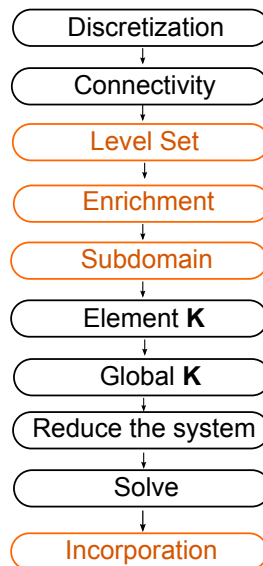 Discretization
Connectivity
Level Set
Enrichment
Subdomain
Element K
Global K
Reduce the system
Solve
Incorporation